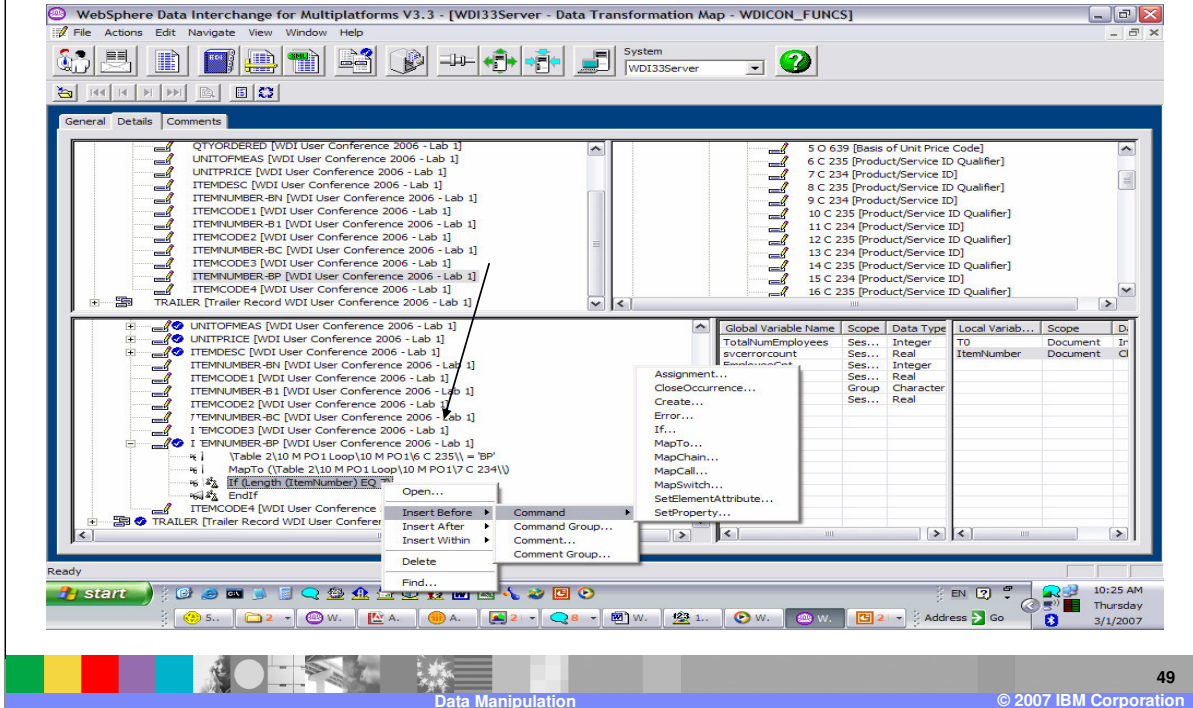 WebSphere Data Interchange for Multiplatforms V3.3 - [WDI33Server - Data Transformation Map - WDICON_FUNCS]
File Actions Edit Navigate View Window Help
System
WDI33Server
General Details Comments
QTYORDERED [WDI User Conference 2006 - Lab 1]
UNITOFMEAS [WDI User Conference 2006 - Lab 1]
UNITPRICE [WDI User Conference 2006 - Lab 1]
ITEMDESC [WDI User Conference 2006 - Lab 1]
ITEMNUMBER-BN [WDI User Conference 2006 - Lab 1]
ITEMCODE1 [WDI User Conference 2006 - Lab 1]
ITEMNUMBER-B1 [WDI User Conference 2006 - Lab 1]
ITEMCODE2 [WDI User Conference 2006 - Lab 1]
ITEMNUMBER-BC [WDI User Conference 2006 - Lab 1]
ITEMCODE3 [WDI User Conference 2006 - Lab 1]
ITEMNUMBER-BP [WDI User Conference 2006 - Lab 1]
ITEMCODE4 [WDI User Conference 2006 - Lab 1]
TRAILER [Trailer Record WDI User Conference 2006 - Lab 1]
5 O 639 [Basis of Unit Price Code]
6 C 235 [Product/Service ID Qualifier]
7 C 234 [Product/Service ID]
8 C 235 [Product/Service ID Qualifier]
9 C 234 [Product/Service ID]
10 C 235 [Product/Service ID Qualifier]
11 C 234 [Product/Service ID]
12 C 235 [Product/Service ID Qualifier]
13 C 234 [Product/Service ID]
14 C 235 [Product/Service ID Qualifier]
15 C 234 [Product/Service ID]
16 C 235 [Product/Service ID Qualifier]
UNITOFMEAS [WDI User Conference 2006 - Lab 1]
UNITPRICE [WDI User Conference 2006 - Lab 1]
ITEMDESC [WDI User Conference 2006 - Lab 1]
ITEMNUMBER-BN [WDI User Conference 2006 - Lab 1]
ITEMCODE1 [WDI User Conference 2006 - Lab 1]
ITEMNUMBER-B1 [WDI User Conference 2006 - Lab 1]
ITEMCODE2 [WDI User Conference 2006 - Lab 1]
ITEMNUMBER-BC [WDI User Conference 2006 - Lab 1]
ITEMCODE3 [WDI User Conference 2006 - Lab 1]
ITEMNUMBER-BP [WDI User Conference 2006 - Lab 1]
\Table 2\10 M PO1 Loop\10 M PO1\6 C 235\\ = 'BP'
MapTo (\Table 2\10 M PO1 Loop\10 M PO1\7 C 234\\)
If (Length (ItemNumber) EQ 7)
EndIf
ITEMCODE4 [WDI User Conference
TRAILER [Trailer Record WDI User Conferen
Open...
Insert Before
Insert After
Insert Within
Delete
Find...
Command
Command Group...
Comment...
Comment Group...
Assignment...
CloseOccurrence...
Create...
Error...
If...
MapTo...
MapChain...
MapCall...
MapSwitch...
SetElementAttribute...
SetProperty...
Global Variable Name Scope Data Type
TotalNumEmployees Ses... Integer
svcerrorcount Ses... Real
EmployeeCnt Ses... Integer
Ses... Real
Group Character
Ses... Real
Local Variab... Scope
T0 Document
ItemNumber Document
Ready
start
EN
10:25 AM
5.. 2 W. A. A. 2 8 W. 1.. W. W. 2 Address Go
Thursday
3/1/2007
49
Data Manipulation
© 2007 IBM Corporation